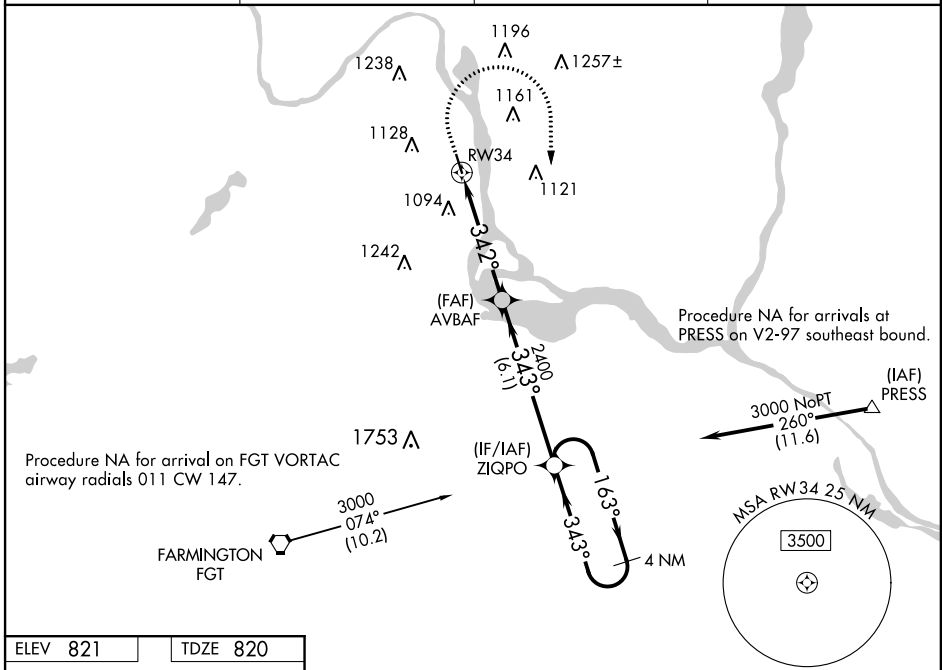 1196
1238
1257±
1161
1128
RW34
1121
1094
342°
1242
(FAF)
AVBAF
Procedure NA for arrivals at
PRESS on V2-97 southeast bound.
2400
343°
(6.1)
(IAF)
PRESS
3000 NoPT
260°
(11.6)
1753
(IF/IAF)
ZIQPO
Procedure NA for arrival on FGT VORTAC
airway radials 011 CW 147.
163°
343°
4 NM
3000
074°
(10.2)
FARMINGTON
FGT
MSA RW34 25 NM
3500
ELEV 821
TDZE 820